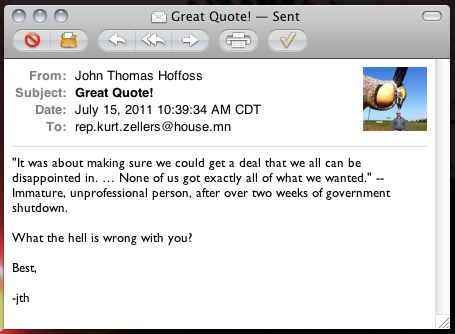 Great Quote! — Sent
From: John Thomas Hoffoss
Subject: Great Quote!
Date: July 15, 2011 10:39:34 AM CDT
To: rep.kurt.zellers@house.mn
"It was about making sure we could get a deal that we all can be
disappointed in. ... None of us got exactly all of what we wanted." --
Immature, unprofessional person, after over two weeks of government
shutdown.
What the hell is wrong with you?
Best,
-jth